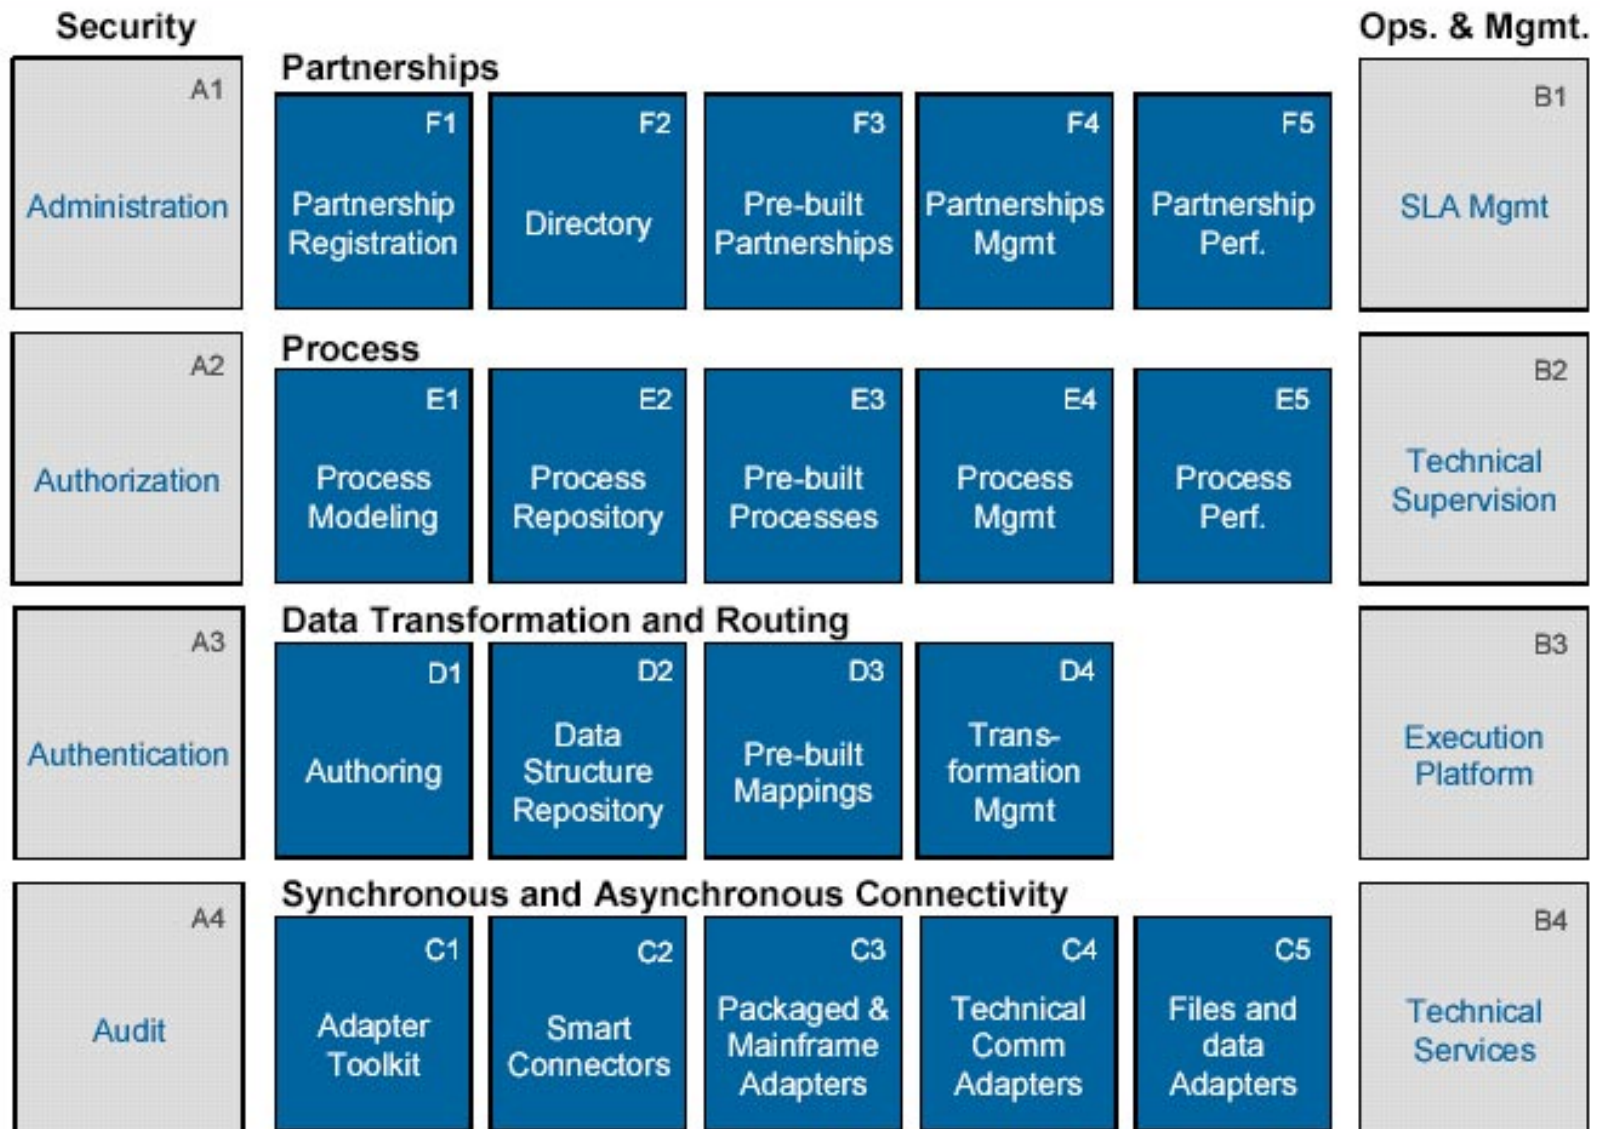 Security
A1
Administration
A2
Authorization
A3
Authentication
A4
Audit
Partnerships
F1
Partnership
Registration
F2
Directory
F3
Pre-built
Partnerships
F4
Partnerships
Mgmt
F5
Partnership
Perf.
Process
E1
Process
Modeling
E2
Process
Repository
E3
Pre-built
Processes
E4
Process
Mgmt
E5
Process
Perf.
Data Transformation and Routing
D1
Authoring
D2
Data
Structure
Repository
D3
Pre-built
Mappings
D4
Trans-
formation
Mgmt
Synchronous and Asynchronous Connectivity
C1
Adapter
Toolkit
C2
Smart
Connectors
C3
Packaged &
Mainframe
Adapters
C4
Technical
Comm
Adapters
C5
Files and
data
Adapters
Ops. & Mgmt.
B1
SLA Mgmt
B2
Technical
Supervision
B3
Execution
Platform
B4
Technical
Services